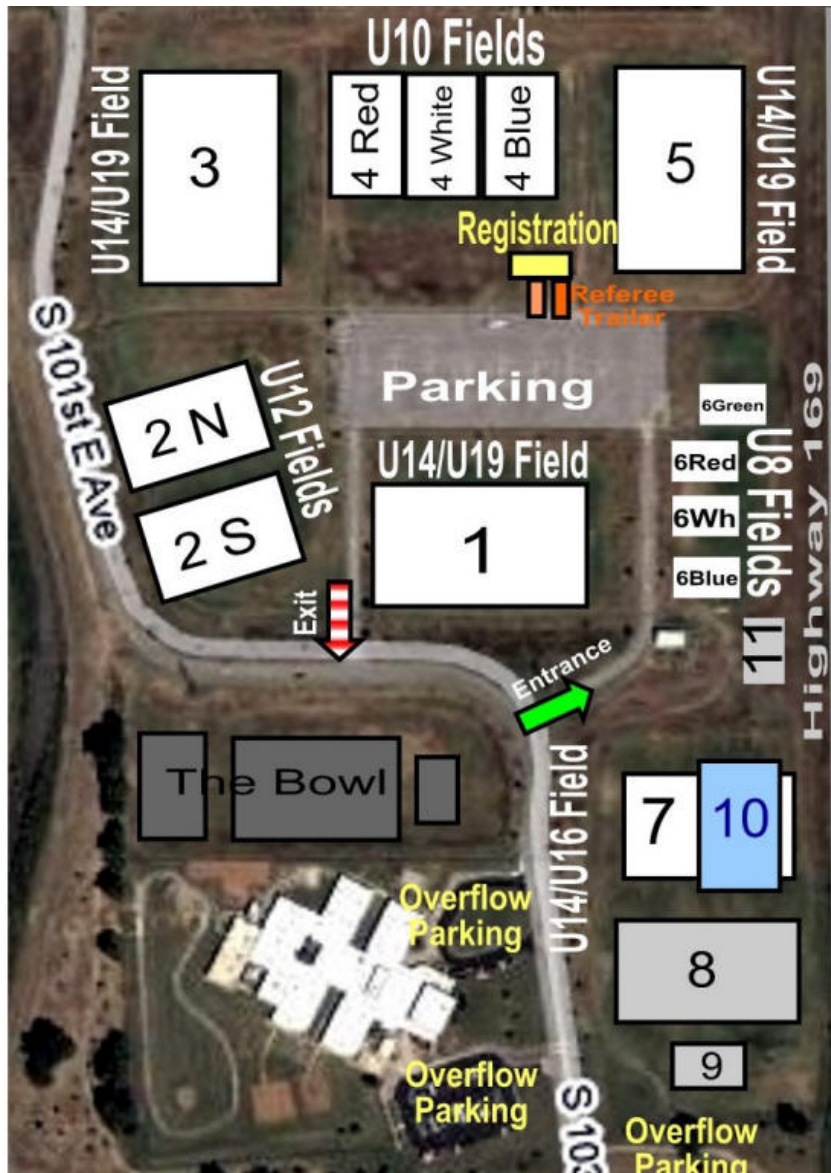 U10 Fields
U14/U19 Field
3
4 Red
4 White
4 Blue
5
U14/U19 Field
Registration
Referee
Trailer
S 101st E Ave
Parking
Highway 169
U12 Fields
2 N
2 S
U14/U19 Field
1
6Green
6Red
6Wh
6Blue
U8 Fields
Exit
Entrance
11
The Bowl
U14/U16 Field
7
10
Overflow
Parking
8
9
Overflow
Parking
S 103
Overflow
Parking